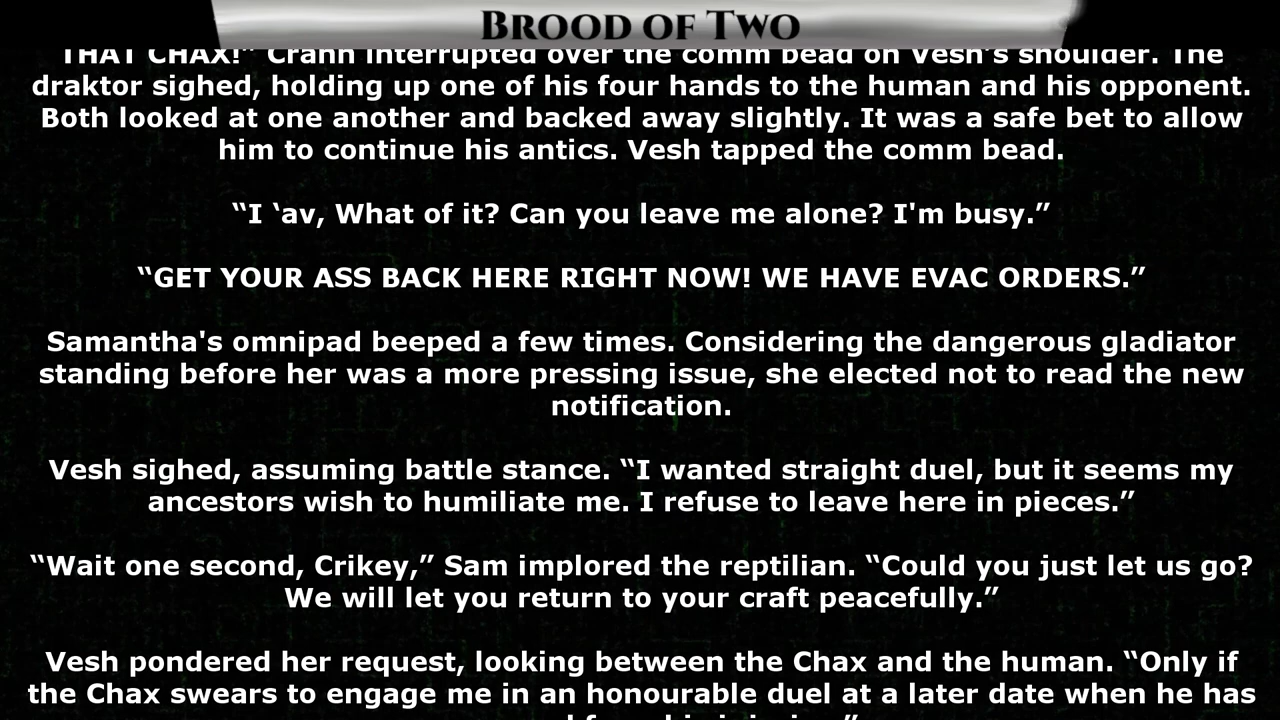 Brood of Two
THAT CHAX!” Crann interrupted over the comm bead on Vesh's shoulder. The
draktor sighed, holding up one of his four hands to the human and his opponent.
Both looked at one another and backed away slightly. It was a safe bet to allow
him to continue his antics. Vesh tapped the comm bead.
“I ‘av, What of it? Can you leave me alone? I'm busy.”
“GET YOUR ASS BACK HERE RIGHT NOW! WE HAVE EVAC ORDERS.”
Samantha's omnipad beeped a few times. Considering the dangerous gladiator
standing before her was a more pressing issue, she elected not to read the new
notification.
Vesh sighed, assuming battle stance. “I wanted straight duel, but it seems my
ancestors wish to humiliate me. I refuse to leave here in pieces.”
“Wait one second, Crikey,” Sam implored the reptilian. “Could you just let us go?
We will let you return to your craft peacefully.”
Vesh pondered her request, looking between the Chax and the human. “Only if
the Chax swears to engage me in an honourable duel at a later date when he has